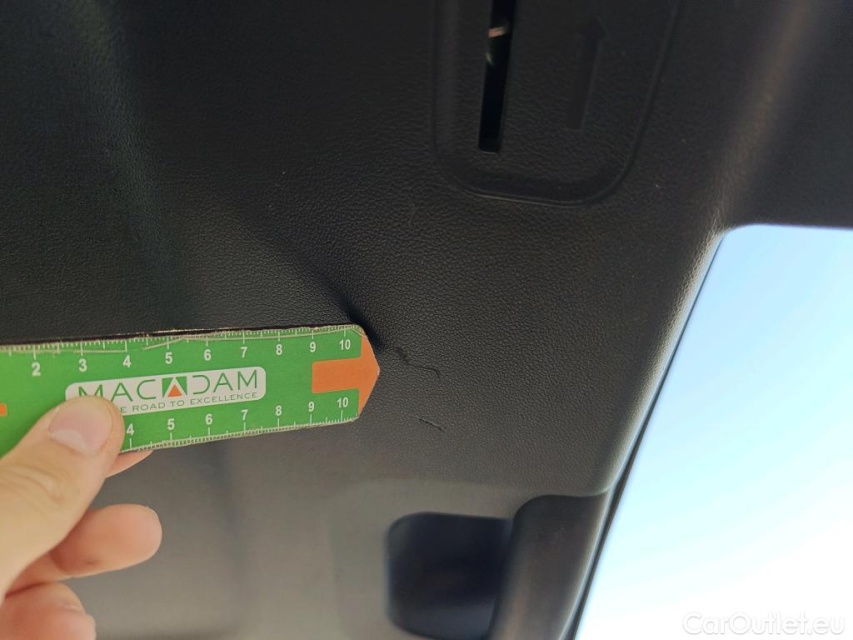 2 3 4 5 6 7 8 9 10
MACADAM
E ROAD TO EXCELLENCE
4 5 6 7 8 9 10
CarOutlet.eu